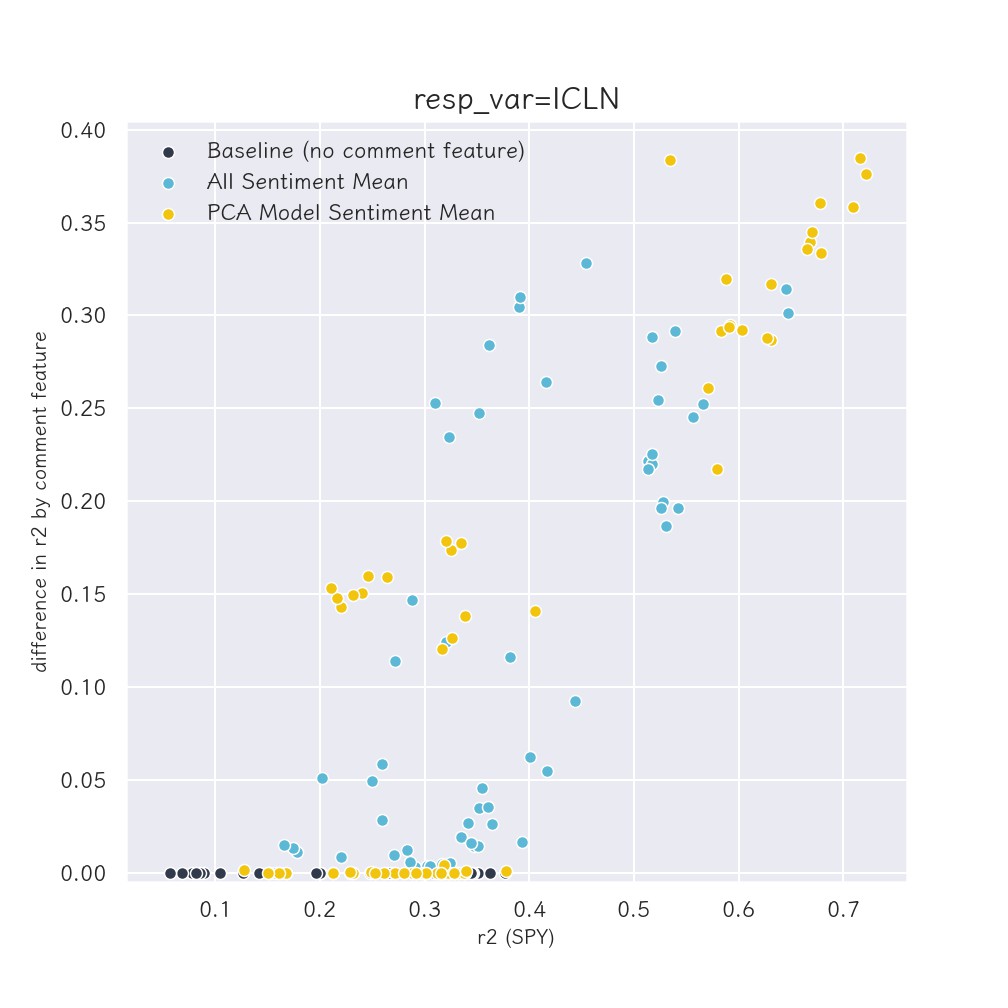 resp_var=ICLN
Baseline (no comment feature)
All Sentiment Mean
PCA Model Sentiment Mean
difference in r2 by comment feature
0.40
0.35
0.30
0.25
0.20
0.15
0.10
0.05
0.00
0.1 0.2 0.3 0.4 0.5 0.6 0.7
r2 (SPY)